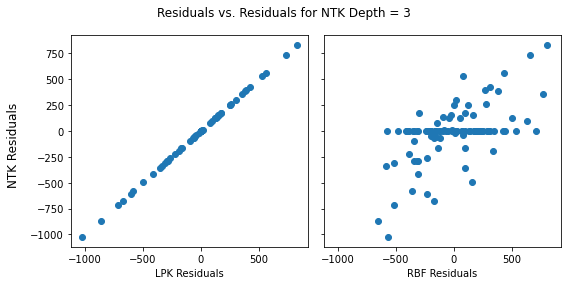 Residuals vs. Residuals for NTK Depth = 3
NTK Residuals
750
500
250
0
−250
−500
−750
−1000
−1000 −500 0 500
−1000 −500 0 500
LPK Residuals
RBF Residuals